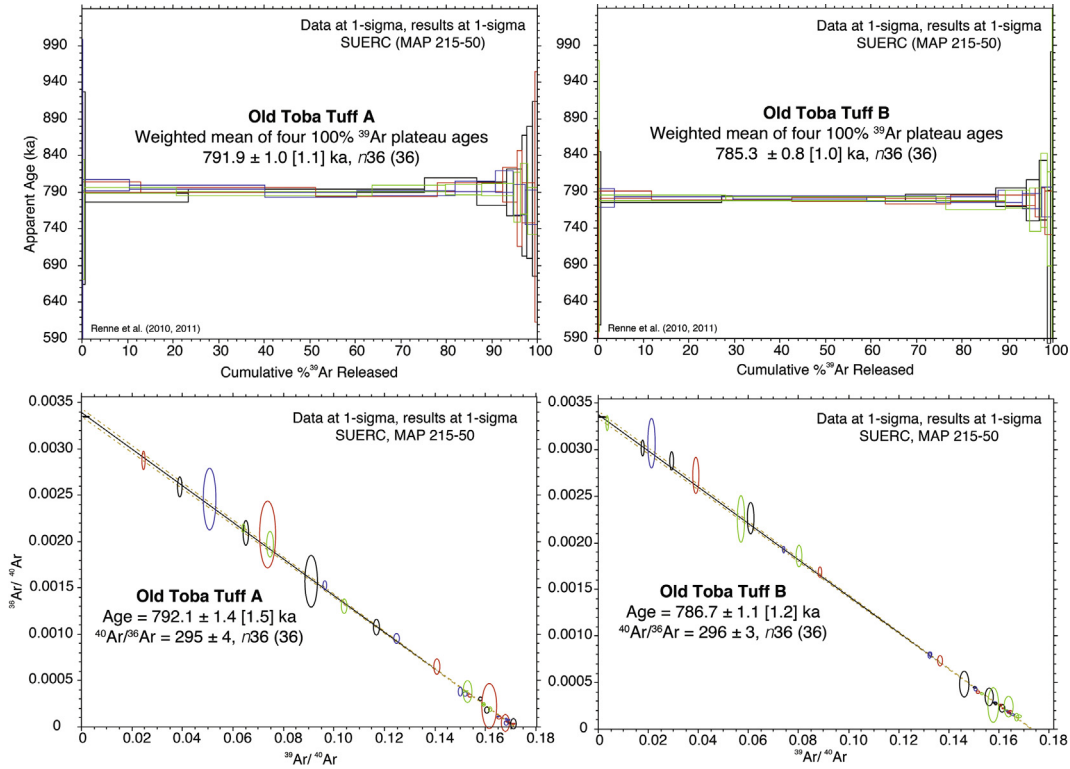 Data at 1-sigma, results at 1-sigma
SUERC (MAP 215-50)
Old Toba Tuff A
Weighted mean of four 100% ³⁹Ar plateau ages
791.9 ± 1.0 [1.1] ka, n36 (36)
Apparent Age (ka)
990
940
890
840
790
740
690
640
590
Renne et al. (2010, 2011)
0 10 20 30 40 50 60 70 80 90 100
Cumulative %³⁹Ar Released
Data at 1-sigma, results at 1-sigma
SUERC (MAP 215-50)
Old Toba Tuff B
Weighted mean of four 100% ³⁹Ar plateau ages
785.3 ± 0.8 [1.0] ka, n36 (36)
990
940
890
840
790
740
690
640
590
Renne et al. (2010, 2011)
0 10 20 30 40 50 60 70 80 90 100
Cumulative %³⁹Ar Released
Data at 1-sigma, results at 1-sigma
SUERC, MAP 215-50
Old Toba Tuff A
Age = 792.1 ± 1.4 [1.5] ka
⁴⁰Ar/³⁶Ar = 295 ± 4, n36 (36)
³⁶Ar/ ⁴⁰Ar
0.0035
0.0030
0.0025
0.0020
0.0015
0.0010
0.0005
0
0 0.02 0.04 0.06 0.08 0.10 0.12 0.14 0.16 0.18
³⁹Ar/ ⁴⁰Ar
Data at 1-sigma, results at 1-sigma
SUERC, MAP 215-50
Old Toba Tuff B
Age = 786.7 ± 1.1 [1.2] ka
⁴⁰Ar/³⁶Ar = 296 ± 3, n36 (36)
0.0035
0.0030
0.0025
0.0020
0.0015
0.0010
0.0005
0
0 0.02 0.04 0.06 0.08 0.10 0.12 0.14 0.16 0.18
³⁹Ar/ ⁴⁰Ar